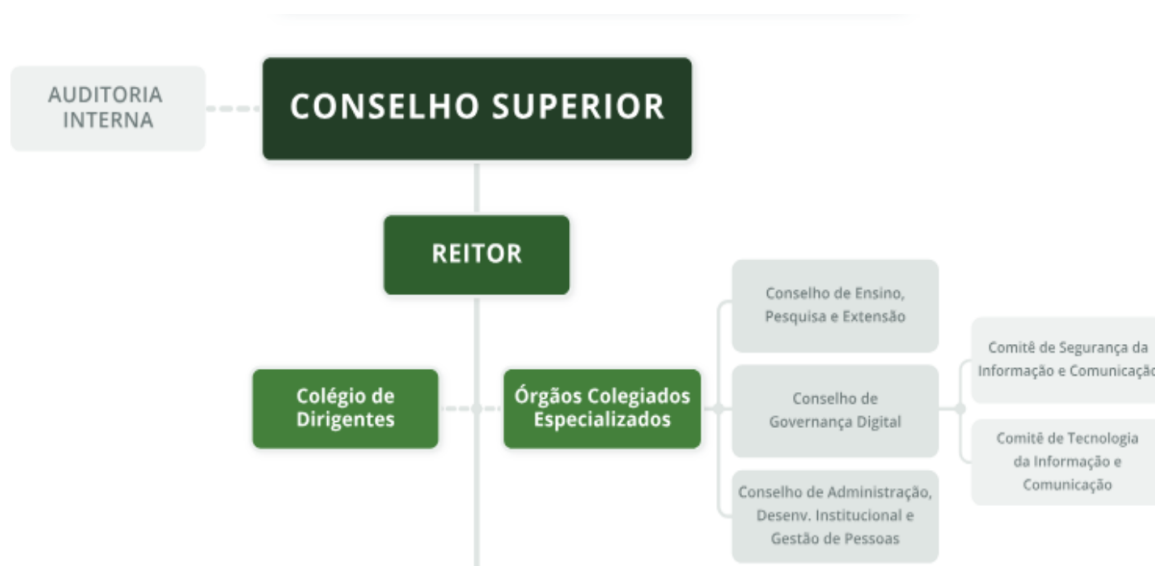 AUDITORIA
INTERNA
CONSELHO SUPERIOR
REITOR
Colégio de
Dirigentes
Órgãos Colegiados
Especializados
Conselho de Ensino,
Pesquisa e Extensão
Conselho de
Governança Digital
Conselho de Administração,
Desenv. Institucional e
Gestão de Pessoas
Comitê de Segurança da
Informação e Comunicação
Comitê de Tecnologia
da Informação e
Comunicação